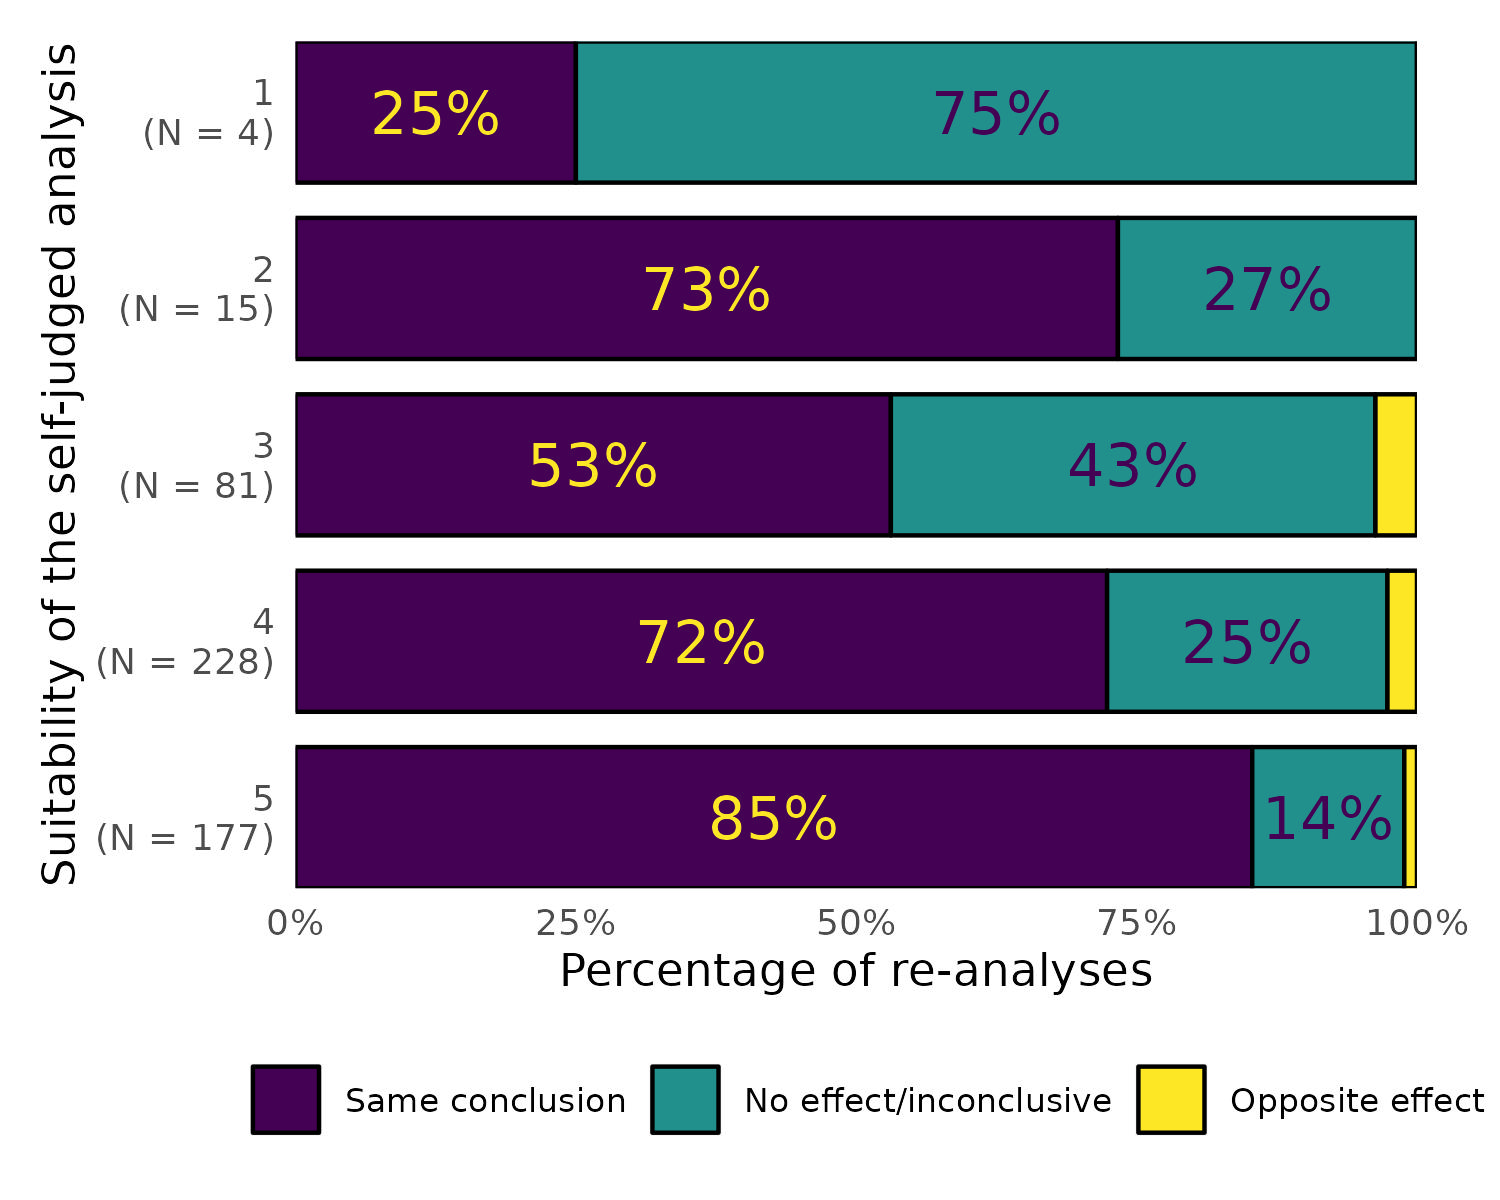 Suitability of the self-judged analysis
1
(N = 4)
25%
75%
2
(N = 15)
73%
27%
3
(N = 81)
53%
43%
4
(N = 228)
72%
25%
5
(N = 177)
85%
14%
0%
25%
50%
75%
100%
Percentage of re-analyses
Same conclusion
No effect/inconclusive
Opposite effect